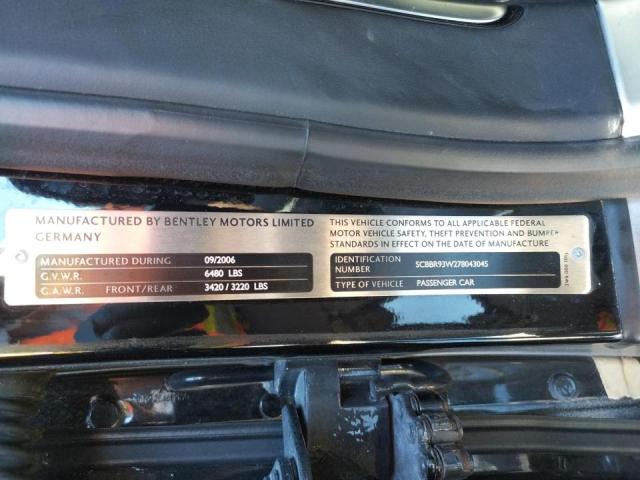 MANUFACTURED BY BENTLEY MOTORS LIMITED
GERMANY
MANUFACTURED DURING 09/2006
G.V.W.R. 6480 LBS
G.A.W.R. FRONT/REAR 3420 / 3220 LBS
THIS VEHICLE CONFORMS TO ALL APPLICABLE FEDERAL
MOTOR VEHICLE SAFETY, THEFT PREVENTION AND BUMPER
STANDARDS IN EFFECT ON THE DATE OF MANUFACTURE
IDENTIFICATION
NUMBER
SCBBR93W278043045
TYPE OF VEHICLE PASSENGER CAR